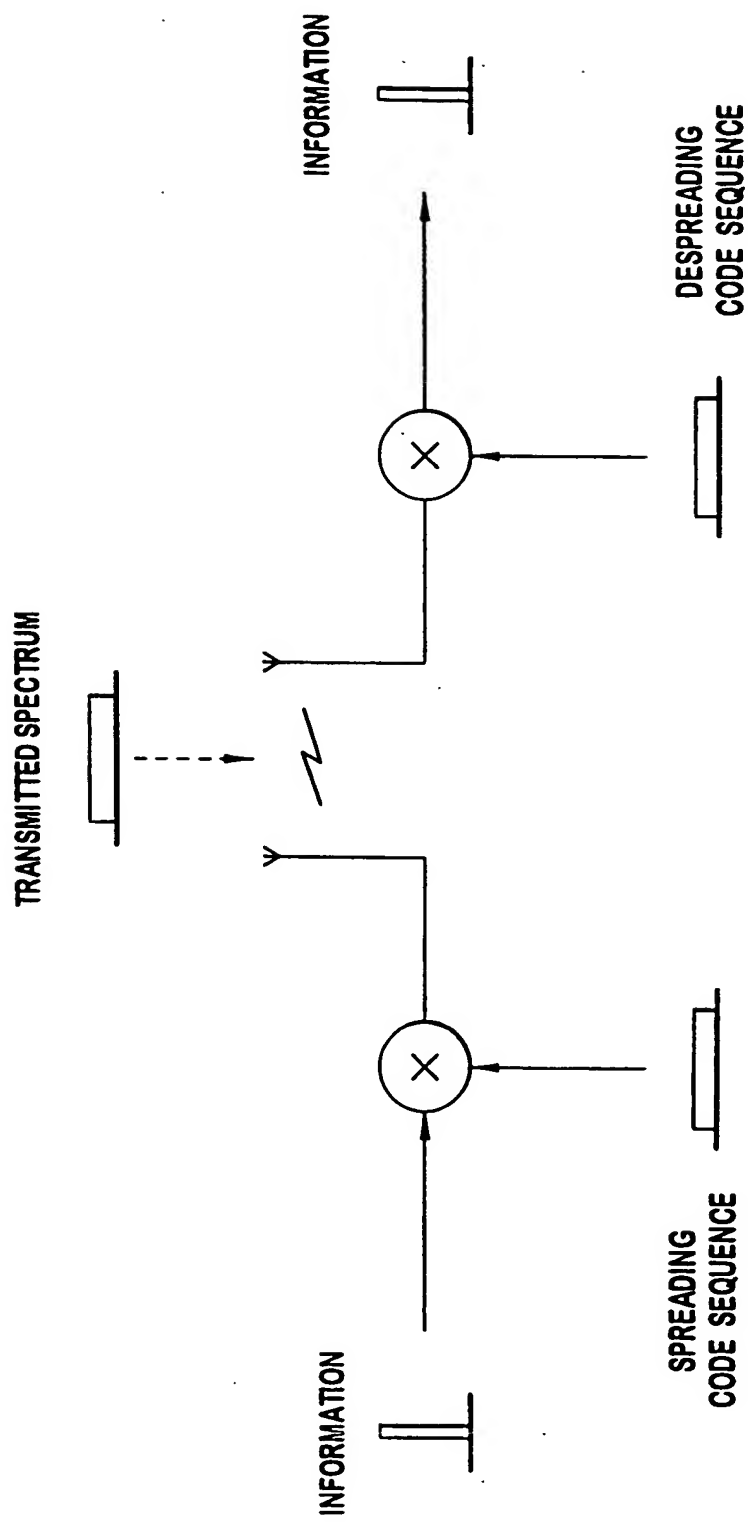 TRANSMITTED SPECTRUM
INFORMATION
INFORMATION
SPREADING
CODE SEQUENCE
DESPREADING
CODE SEQUENCE